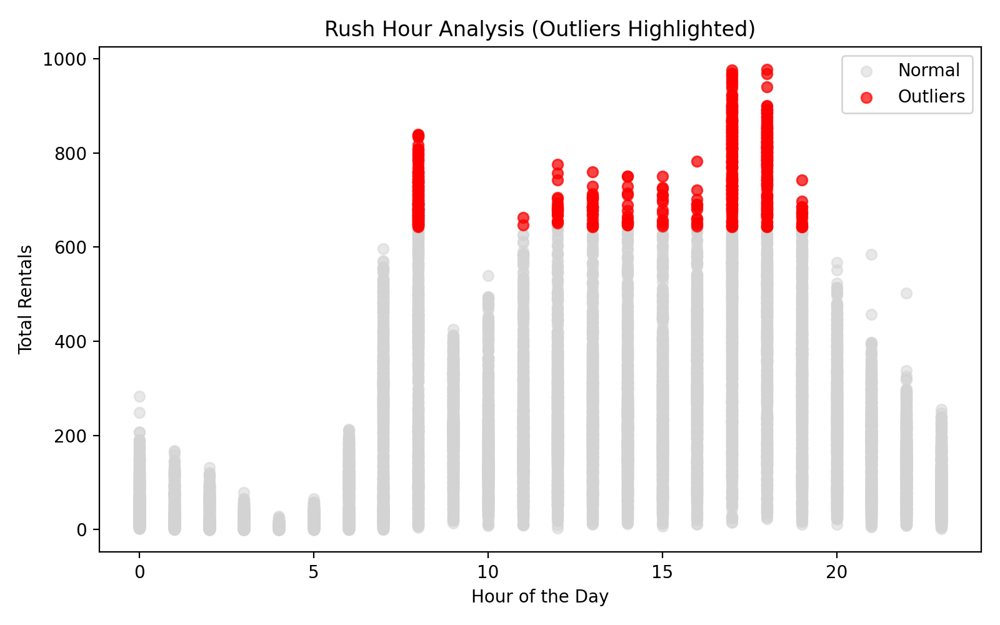 Rush Hour Analysis (Outliers Highlighted)
Normal
Outliers
1000
800
600
400
200
0
Total Rentals
0 5 10 15 20
Hour of the Day